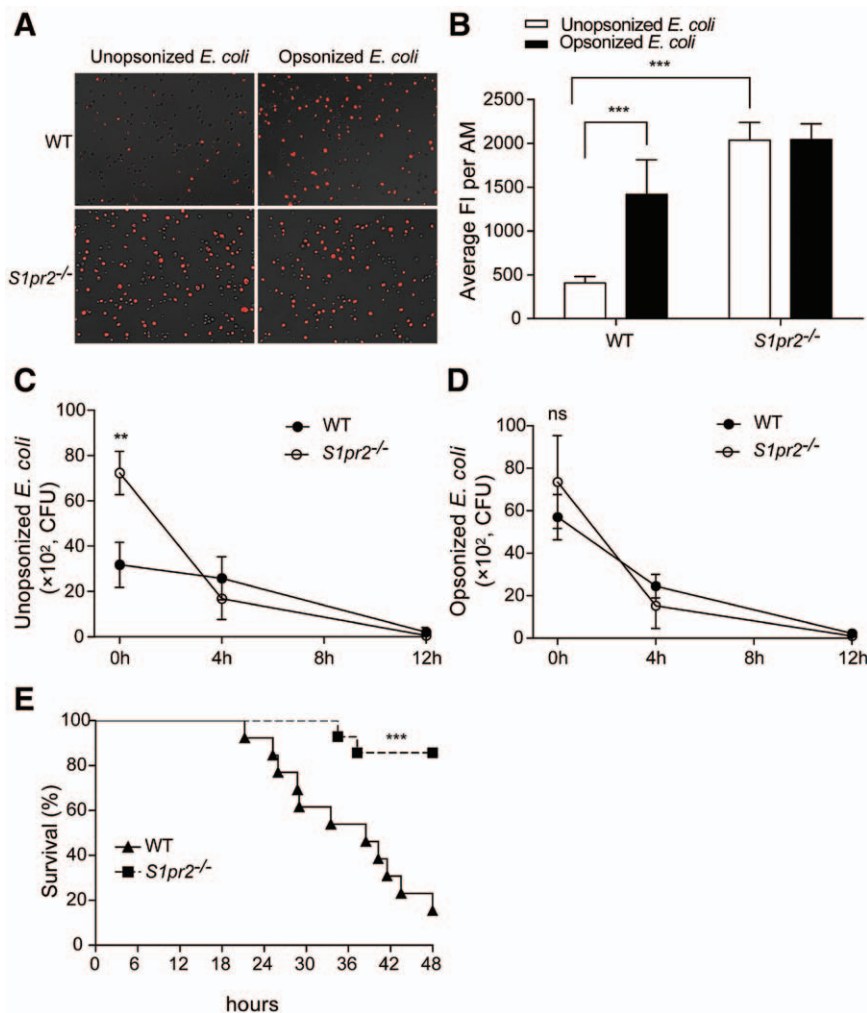 A
Unopsonized E. coli Opsonized E. coli
WT
S1pr2-/-
B
Unopsonized E. coli
Opsonized E. coli
***
***
Average FI per AM
2500
2000
1500
1000
500
0
WT S1pr2-/-
C
Unopsonized E. coli
(×10², CFU)
100
80
60
40
20
0
**
WT
S1pr2-/-
0h 4h 8h 12h
D
Opsonized E. coli
(×10², CFU)
100
80
60
40
20
0
ns
WT
S1pr2-/-
0h 4h 8h 12h
E
Survival (%)
100
80
60
40
20
0
***
WT
S1pr2-/-
0 6 12 18 24 30 36 42 48
hours